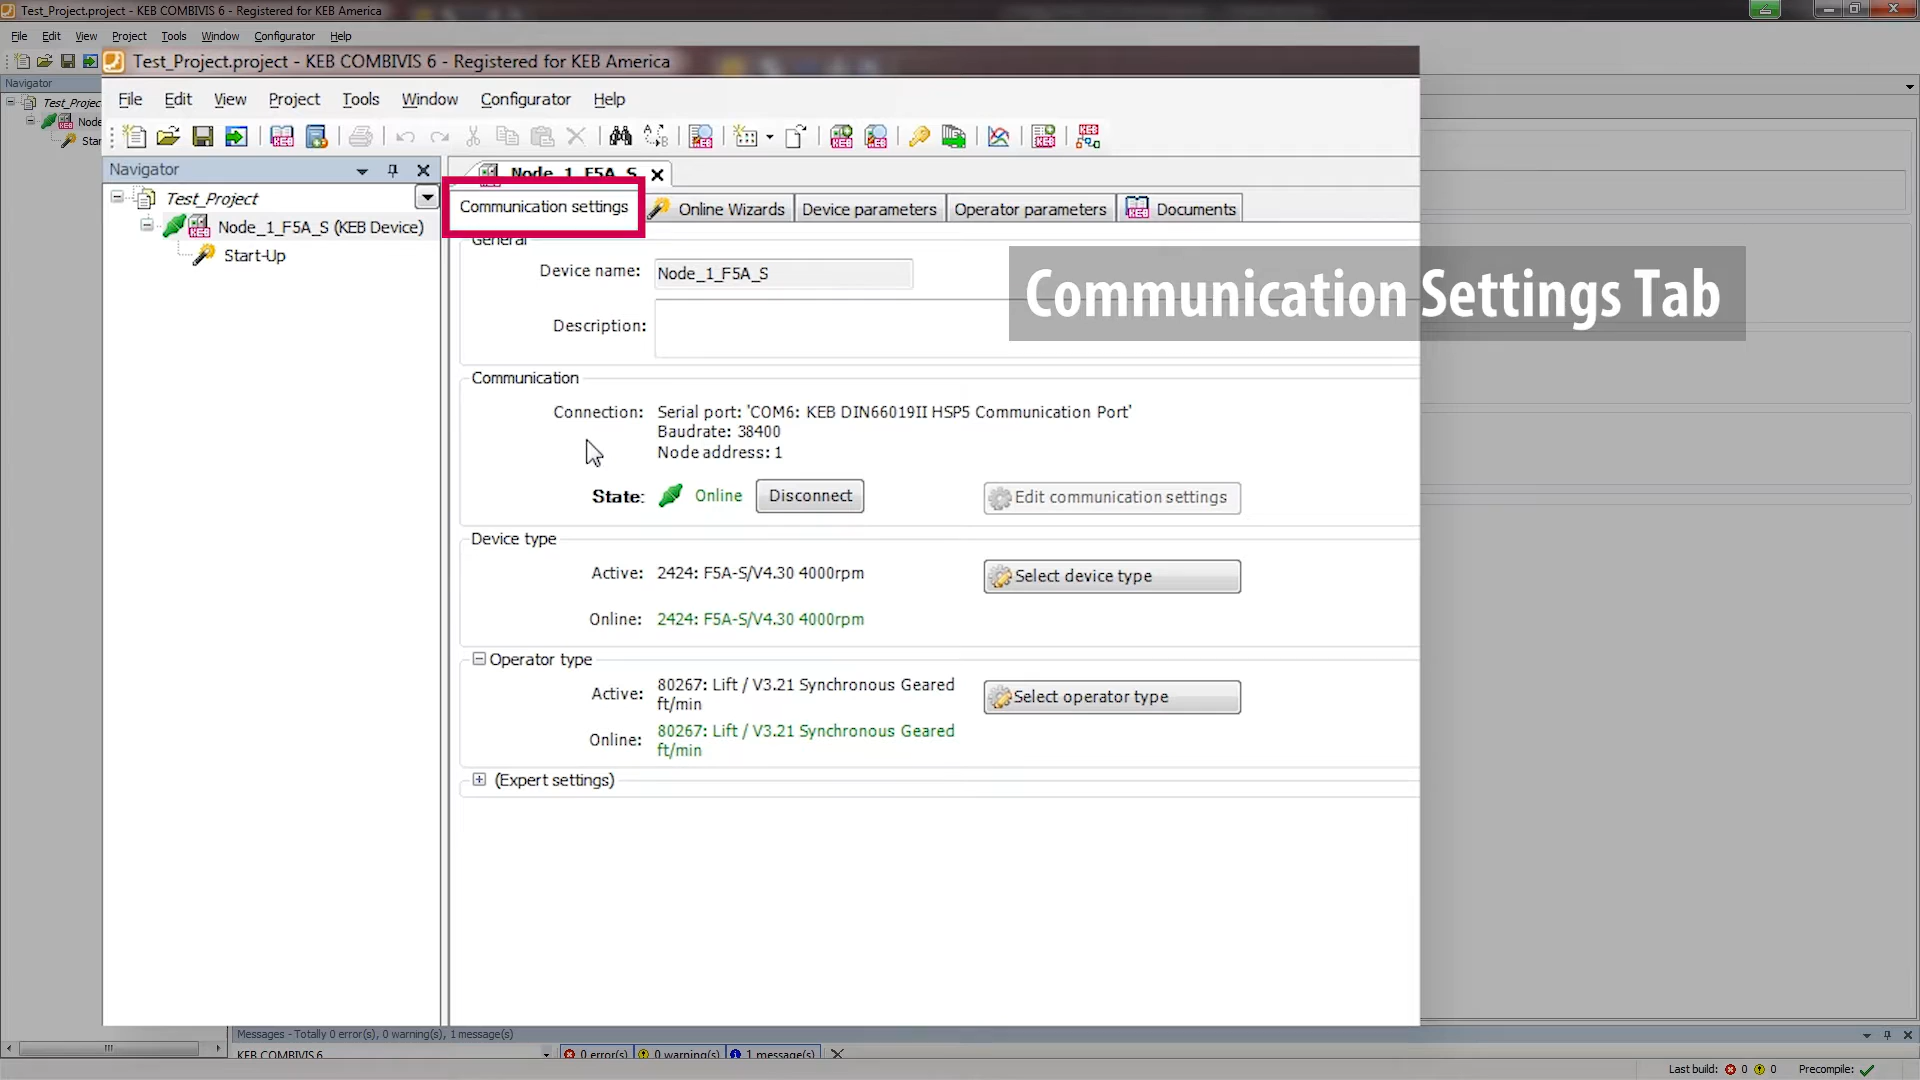 Test_Project.project - KEB COMBIVIS 6 - Registered for KEB America
File Edit View Project Tools Window Configurator Help
Navigator
Test_Projec
Node
Star
Test_Project.project - KEB COMBIVIS 6 - Registered for KEB America
File Edit View Project Tools Window Configurator Help
Navigator
Test_Project
Node_1_F5A_S (KEB Device)
Start-Up
Node_1_F5A_S
Communication settings Online Wizards Device parameters Operator parameters Documents
General
Device name: Node_1_F5A_S
Communication Settings Tab
Description:
Communication
Connection: Serial port: 'COM6: KEB DIN66019II HSP5 Communication Port'
Baudrate: 38400
Node address: 1
State: Online Disconnect Edit communication settings
Device type
Active: 2424: F5A-S/V4.30 4000rpm Select device type
Online: 2424: F5A-S/V4.30 4000rpm
Operator type
Active: 80267: Lift / V3.21 Synchronous Geared
ft/min
Select operator type
Online: 80267: Lift / V3.21 Synchronous Geared
ft/min
(Expert settings)
Messages - Totally 0 error(s), 0 warning(s), 1 message(s)
KEB COMBIVIS 6 0 error(s) 0 warning(s) 1 message(s)
Last build: 0 0 Precompile: